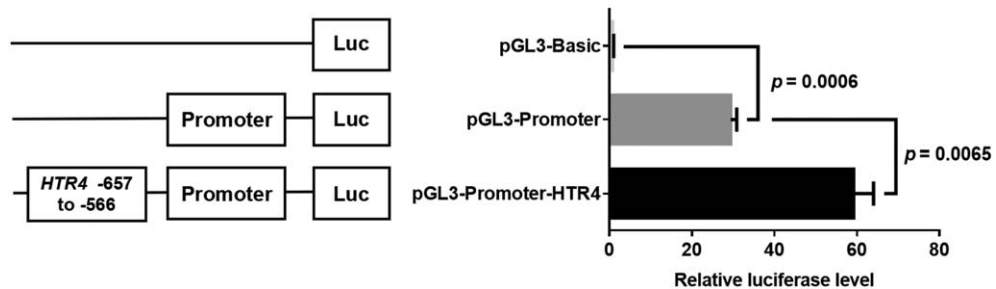 Luc
Promoter
Luc
HTR4 -657
to -566
Promoter
Luc
pGL3-Basic
pGL3-Promoter
pGL3-Promoter-HTR4
p = 0.0006
p = 0.0065
0
20
40
60
80
Relative luciferase level